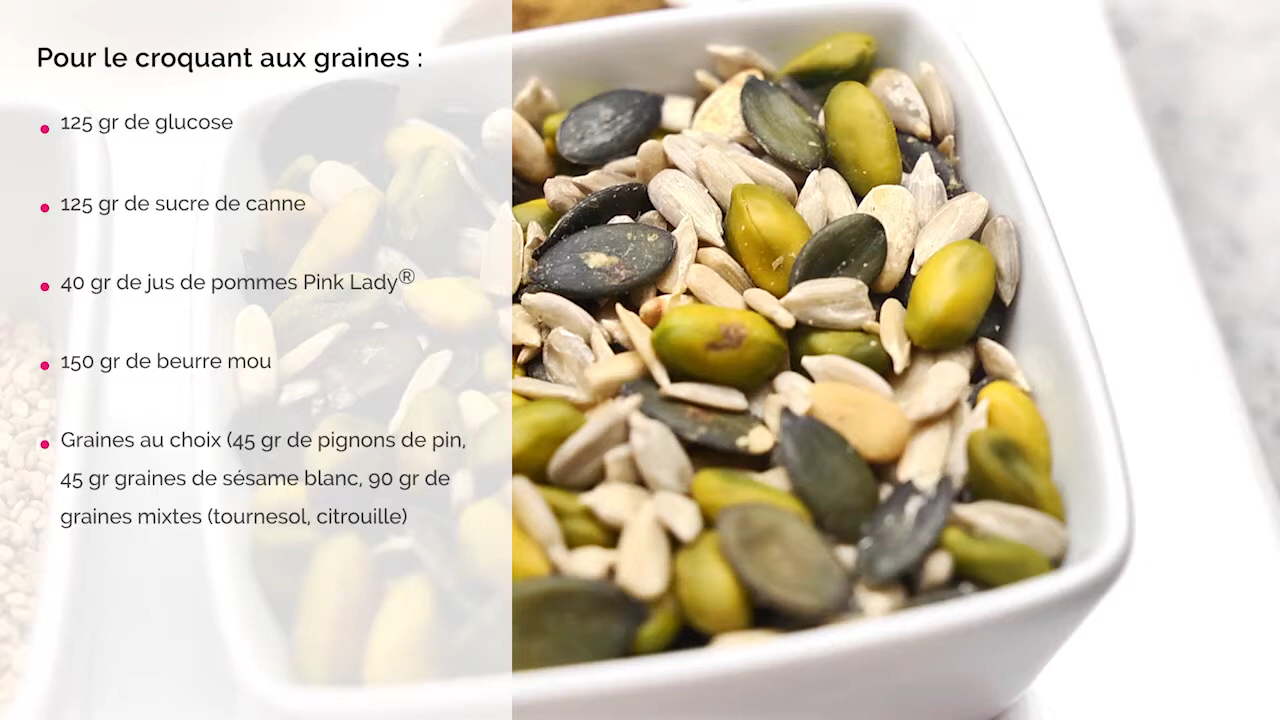 Pour le croquant aux graines :
125 gr de glucose
125 gr de sucre de canne
40 gr de jus de pommes Pink Lady®
150 gr de beurre mou
Graines au choix (45 gr de pignons de pin,
45 gr graines de sésame blanc, 90 gr de
graines mixtes (tournesol, citrouille)